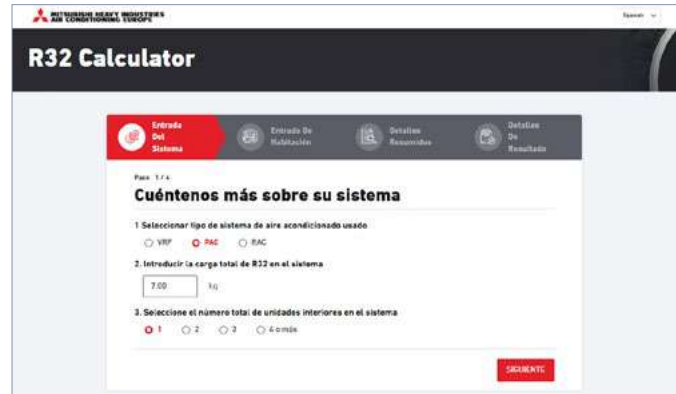 MITSUBISHI HEAVY INDUSTRIES
AIR CONDITIONING EUROPE
Spanish
R32 Calculator
Entrada
Del
Sistema
Entrada De
Habitación
Detalles
Resumidos
Detalles
De
Resultado
Paso 1 / 4
Cuéntenos más sobre su sistema
1 Seleccionar tipo de sistema de aire acondicionado usado
VRF PAC RAC
2. Introducir la carga total de R32 en el sistema
7.00 kg
3. Seleccione el número total de unidades interiores en el sistema
1 2 3 4 o más
SIGUIENTE